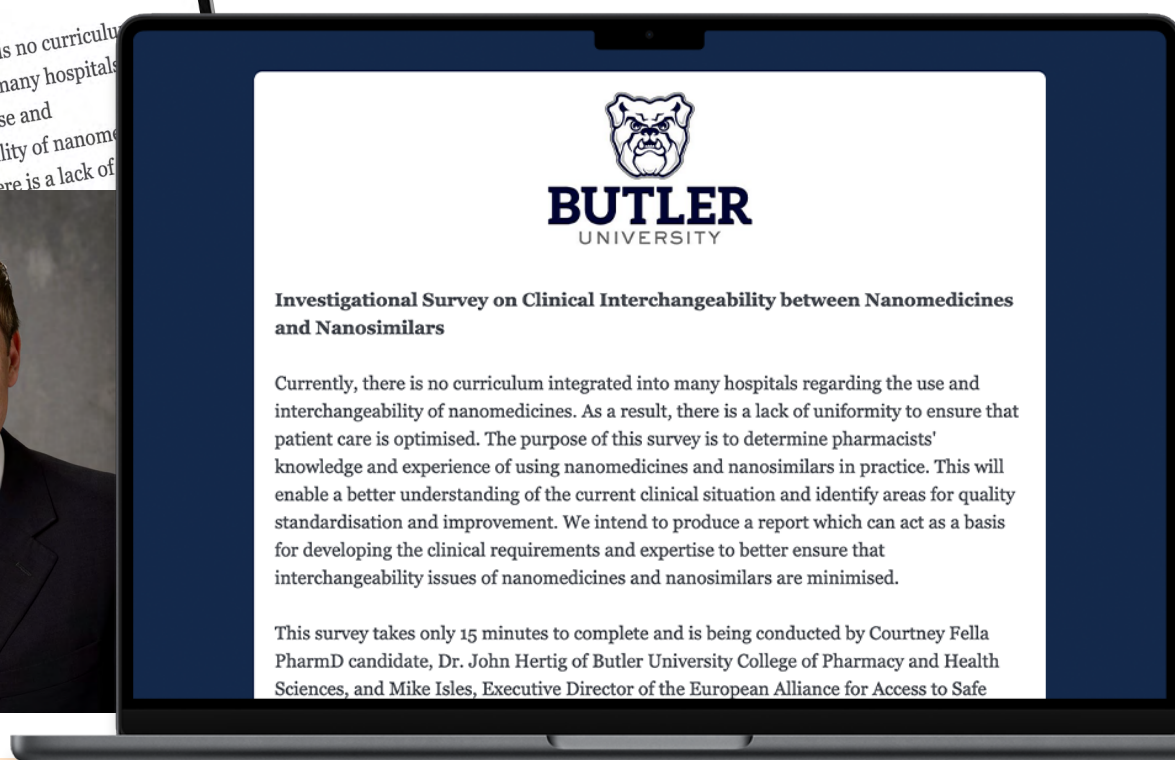 is no curriculu
many hospitals
se and
lity of nanome
ere is a lack of
BUTLER
UNIVERSITY
Investigational Survey on Clinical Interchangeability between Nanomedicines
and Nanosimilars
Currently, there is no curriculum integrated into many hospitals regarding the use and
interchangeability of nanomedicines. As a result, there is a lack of uniformity to ensure that
patient care is optimised. The purpose of this survey is to determine pharmacists'
knowledge and experience of using nanomedicines and nanosimilars in practice. This will
enable a better understanding of the current clinical situation and identify areas for quality
standardisation and improvement. We intend to produce a report which can act as a basis
for developing the clinical requirements and expertise to better ensure that
interchangeability issues of nanomedicines and nanosimilars are minimised.
This survey takes only 15 minutes to complete and is being conducted by Courtney Fella
PharmD candidate, Dr. John Hertig of Butler University College of Pharmacy and Health
Sciences, and Mike Isles, Executive Director of the European Alliance for Access to Safe